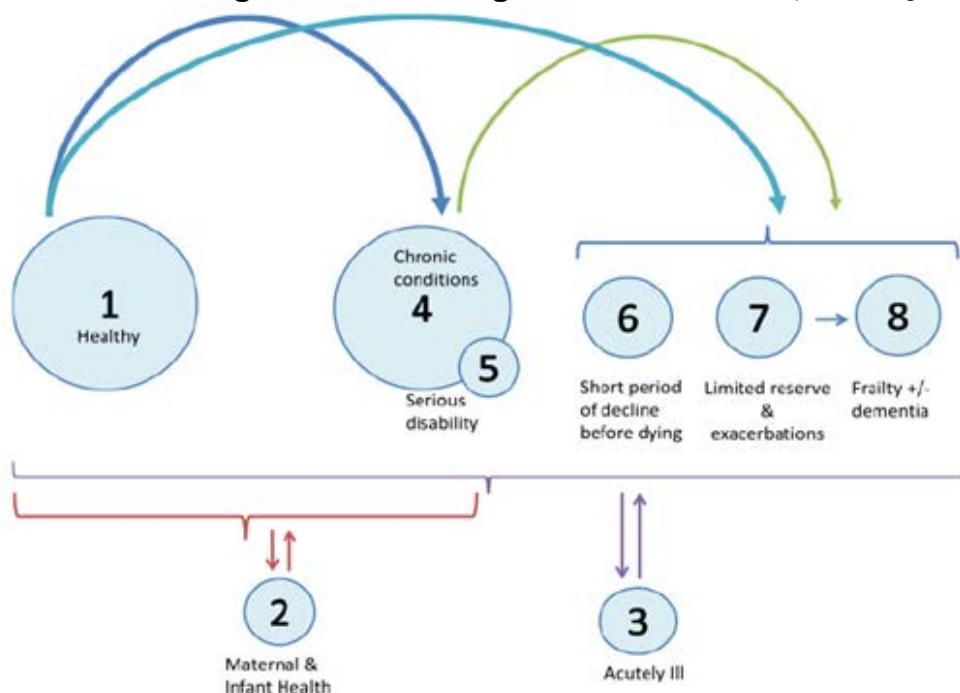 1
Healthy
Chronic
conditions
4
5
Serious
disability
6
Short period
of decline
before dying
7
Limited reserve
&
exacerbations
8
Frailty +/-
dementia
2
Maternal &
Infant Health
3
Acutely Ill